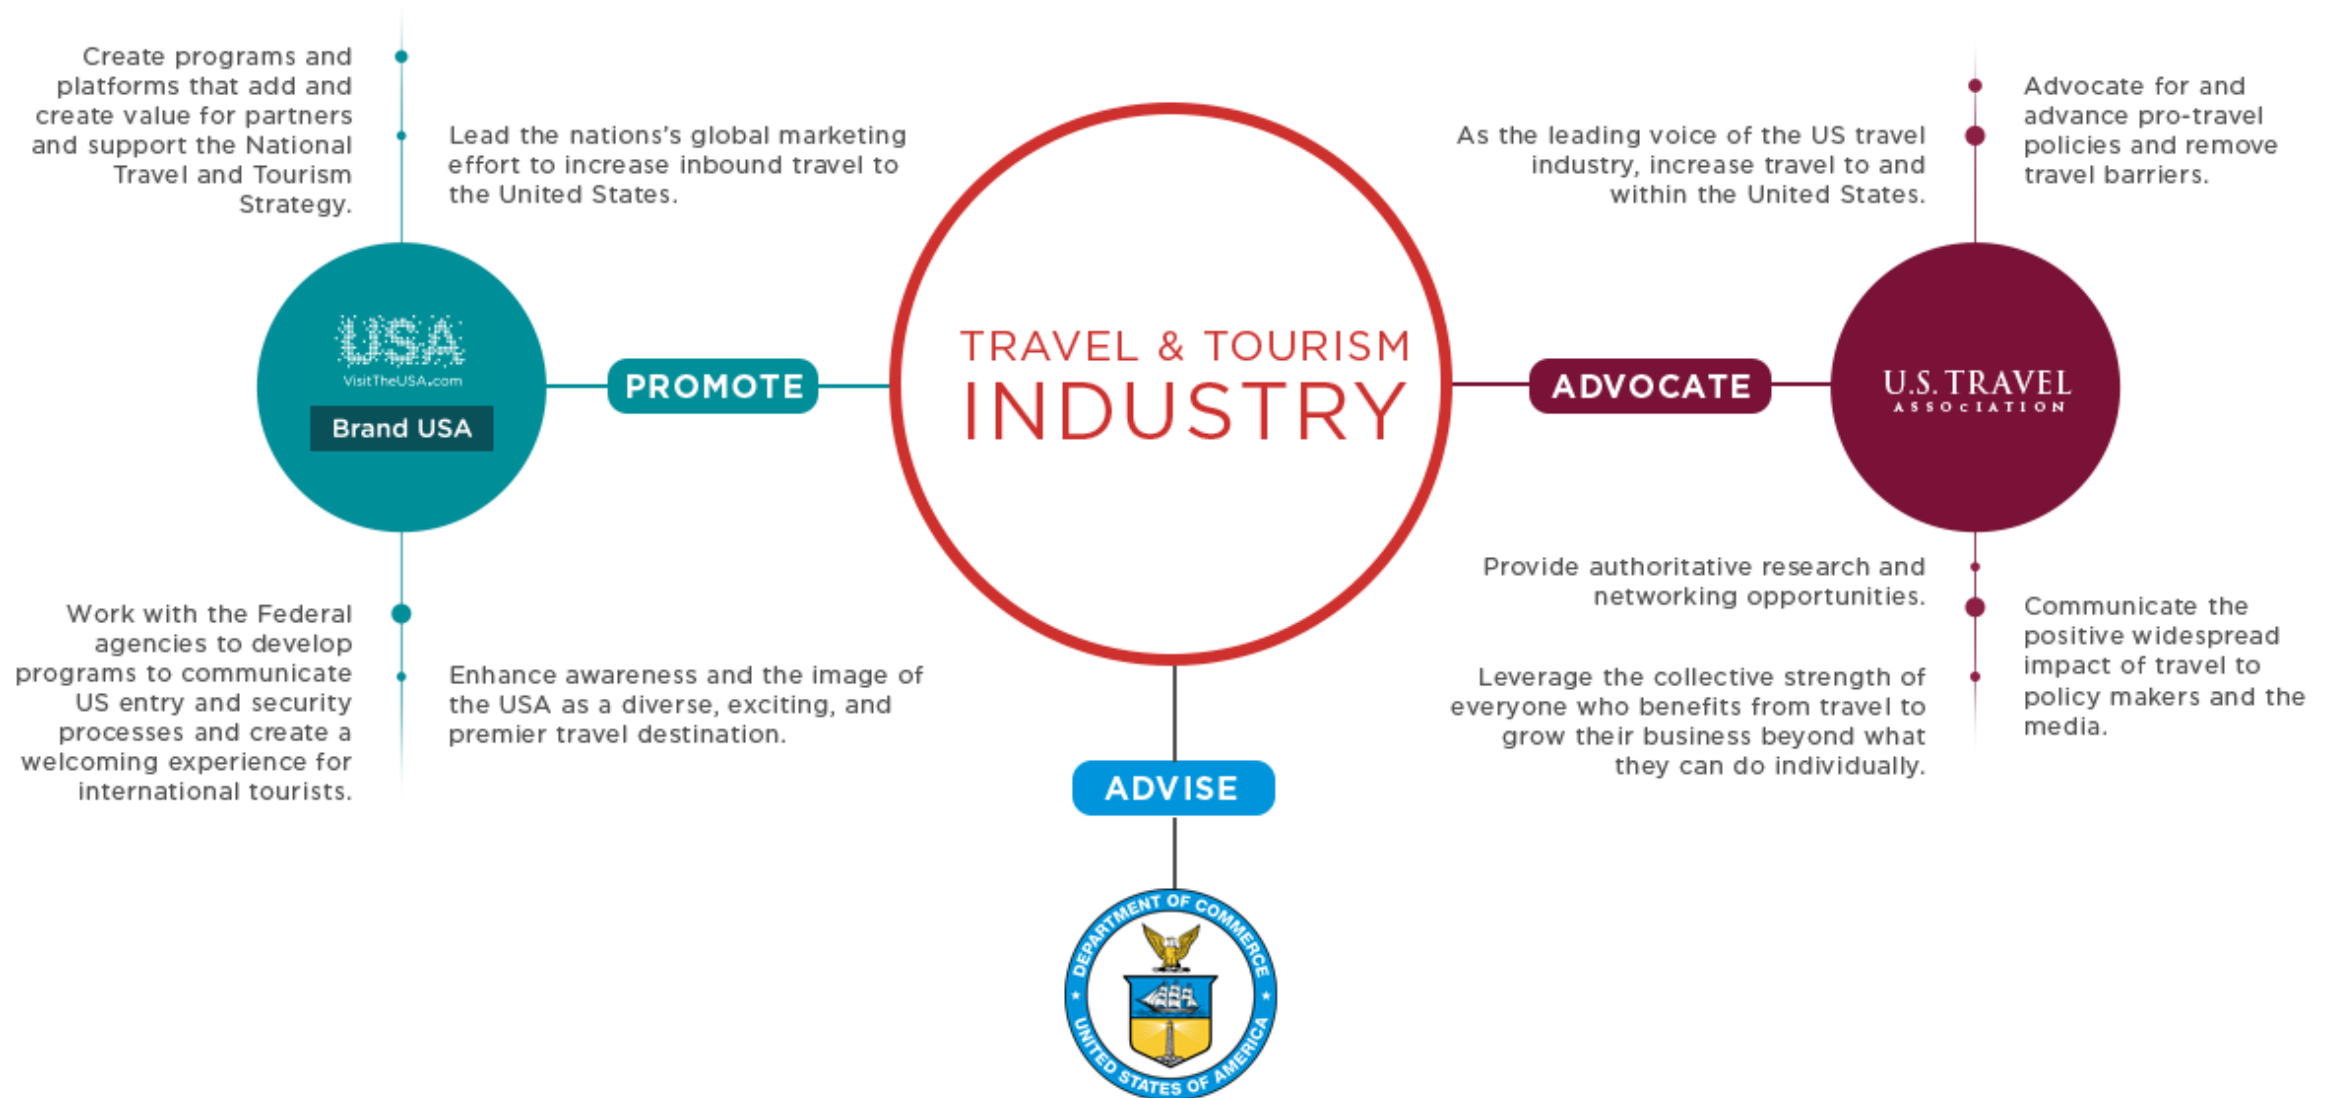 Create programs and
platforms that add and
create value for partners
and support the National
Travel and Tourism
Strategy.
Lead the nations's global marketing
effort to increase inbound travel to
the United States.
As the leading voice of the US travel
industry, increase travel to and
within the United States.
Advocate for and
advance pro-travel
policies and remove
travel barriers.
USA
VisitTheUSA.com
Brand USA
PROMOTE
TRAVEL & TOURISM
INDUSTRY
ADVOCATE
U.S. TRAVEL
ASSOCIATION
Work with the Federal
agencies to develop
programs to communicate
US entry and security
processes and create a
welcoming experience for
international tourists.
Enhance awareness and the image of
the USA as a diverse, exciting, and
premier travel destination.
Provide authoritative research and
networking opportunities.
Leverage the collective strength of
everyone who benefits from travel to
grow their business beyond what
they can do individually.
Communicate the
positive widespread
impact of travel to
policy makers and the
media.
ADVISE
DEPARTMENT OF COMMERCE
UNITED STATES OF AMERICA